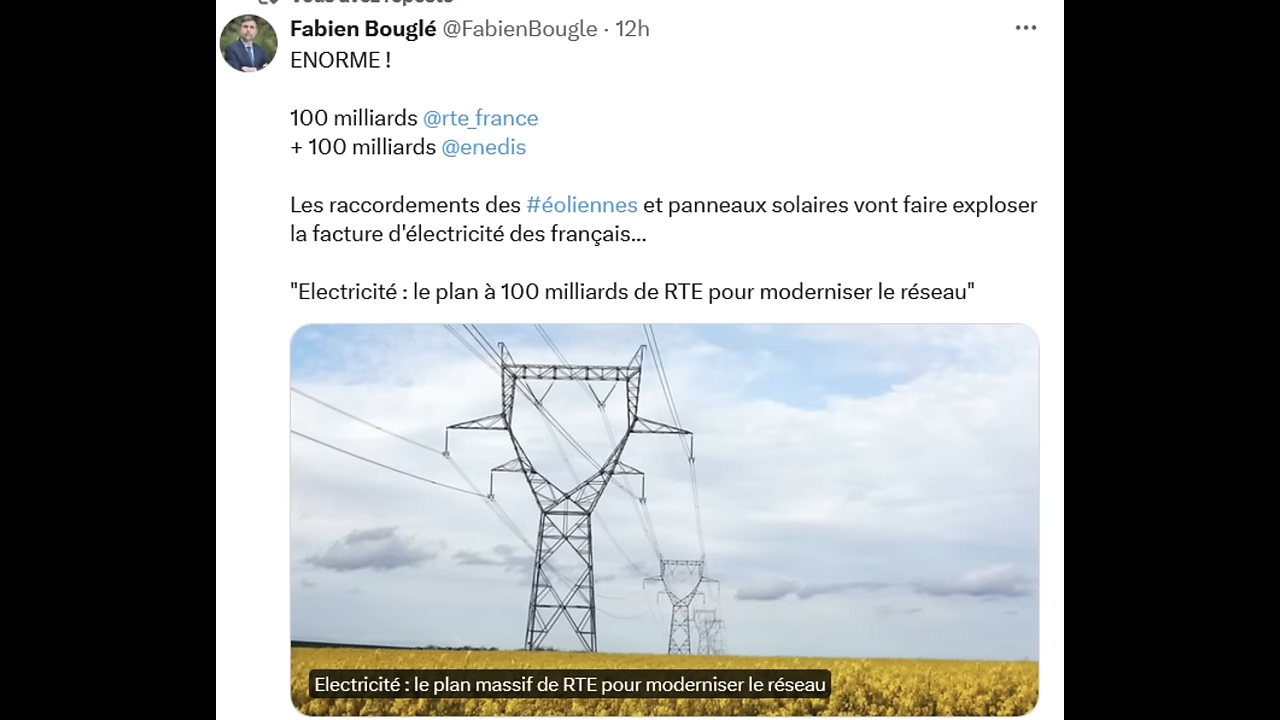 Fabien Bouglé @FabienBougle · 12h
ENORME !
100 milliards @rte_france
+ 100 milliards @enedis
Les raccordements des #éoliennes et panneaux solaires vont faire exploser
la facture d'électricité des français...
"Electricité : le plan à 100 milliards de RTE pour moderniser le réseau"
Electricité : le plan massif de RTE pour moderniser le réseau